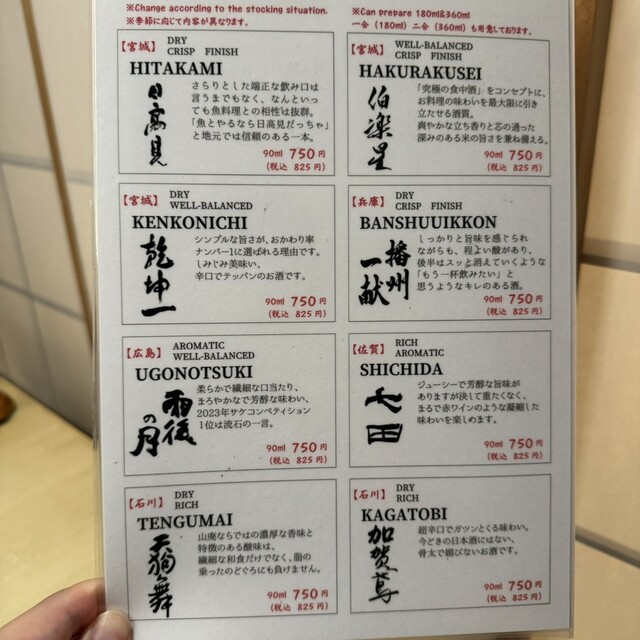 ※Change according to the stocking situation.
※季節に応じて内容が異なります。
※Can prepare 180ml&360ml
一合（180ml）二合（360ml）も用意しております。
【宮城】 DRY
CRISP FINISH
HITAKAMI
日高見
さらりとした端正な飲み口は
言うまでもなく、なんといっ
ても魚料理との相性は抜群。
「魚とやるなら日高見だっちゃ」
と地元では信頼のある一本。
90ml 750円
(税込 825円)
【宮城】 WELL-BALANCED
CRISP FINISH
HAKURAKUSEI
伯楽星
「究極の食中酒」をコンセプトに、
お料理の味わいを最大限に引き
立たせる酒質。
爽やかな立ち香りと芯の通った
深みのある米の旨さを兼ね備える。
90ml 750円
(税込 825円)
【宮城】 DRY
WELL-BALANCED
KENKONICHI
乾坤一
シンプルな旨さが、おかわり率
ナンバー1に選ばれる理由です。
しみじみ美味い、
辛口でテッパンのお酒です。
90ml 750円
(税込 825円)
【兵庫】 DRY
CRISP FINISH
BANSHUUIKKON
播州
一献
しっかりと旨味を感じられ
ながらも、程よい酸があり、
後半はスッと消えていくような
「もう一杯飲みたい」と
思うようなキレのある酒。
90ml 750円
(税込 825円)
【広島】 AROMATIC
WELL-BALANCED
UGONOTSUKI
雨後
の月
柔らかで繊細な口当たり、
まろやかなで芳醇な味わい、
2023年サケコンペティション
1位は流石の一言。
90ml 750円
(税込 825円)
【佐賀】 RICH
AROMATIC
SHICHIDA
七田
ジューシーで芳醇な旨味が
ありますが決して重たくなく、
まるで赤ワインのような凝縮した
味わいを楽しめます。
90ml 750円
(税込 825円)
【石川】 DRY
RICH
TENGUMAI
天狗舞
山廃ならではの濃厚な香味と
特徴のある酸味は、
繊細な和食だけでなく、脂の
乗ったのどぐろにも負けません。
90ml 750円
(税込 825円)
【石川】 DRY
RICH
KAGATOBI
加賀鳶
超辛口でガツンとくる味わい。
今どきの日本酒にはない、
骨太で媚びないお酒です。
90ml 750円
(税込 825円)